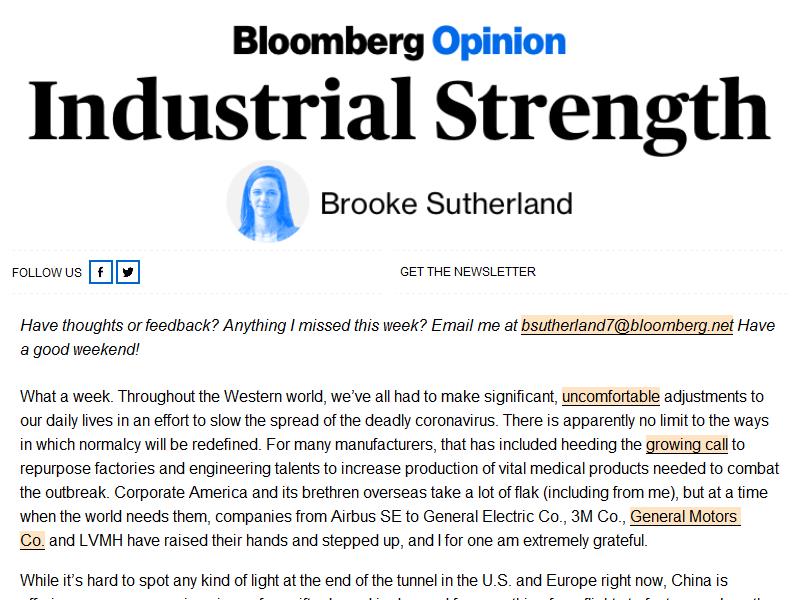 Bloomberg Opinion
Industrial Strength
Brooke Sutherland
FOLLOW US
GET THE NEWSLETTER
Have thoughts or feedback? Anything I missed this week? Email me at bsutherland7@bloomberg.net Have
a good weekend!
What a week. Throughout the Western world, we’ve all had to make significant, uncomfortable adjustments to
our daily lives in an effort to slow the spread of the deadly coronavirus. There is apparently no limit to the ways
in which normalcy will be redefined. For many manufacturers, that has included heeding the growing call to
repurpose factories and engineering talents to increase production of vital medical products needed to combat
the outbreak. Corporate America and its brethren overseas take a lot of flak (including from me), but at a time
when the world needs them, companies from Airbus SE to General Electric Co., 3M Co., General Motors
Co. and LVMH have raised their hands and stepped up, and I for one am extremely grateful.
While it’s hard to spot any kind of light at the end of the tunnel in the U.S. and Europe right now, China is